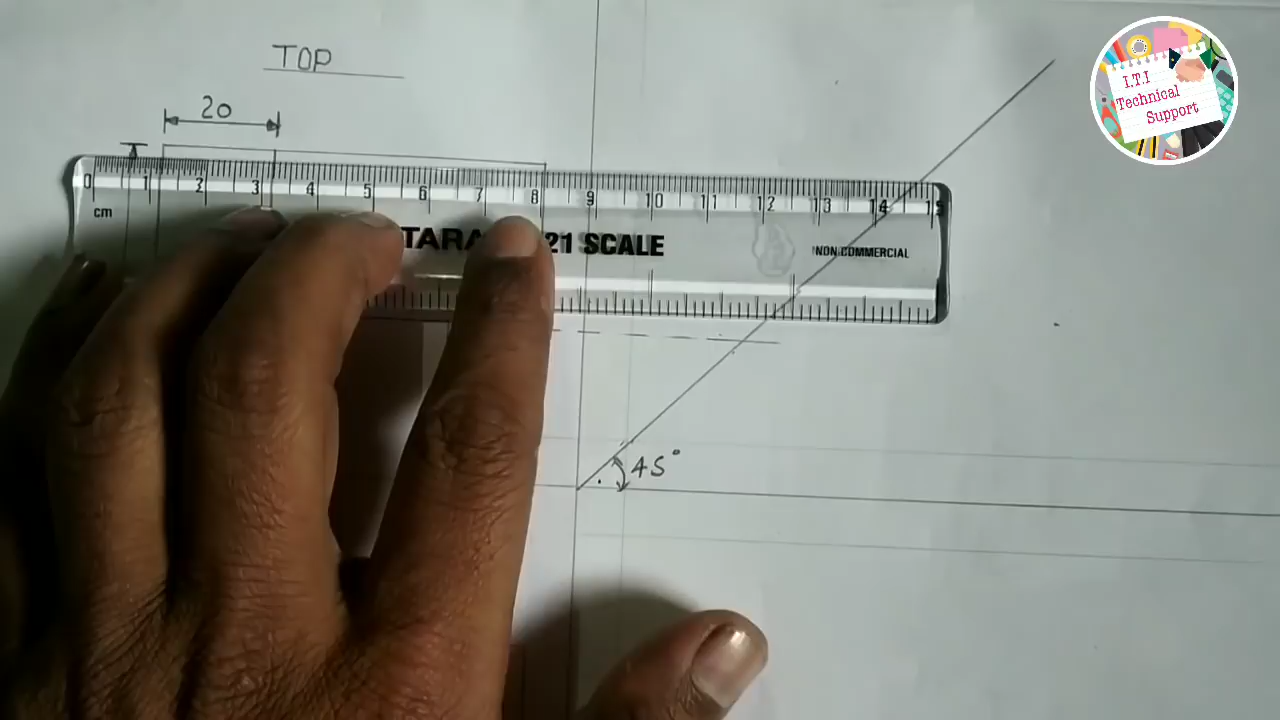 TOP
20
0 1 2 3 4 5 6 7 8 9 10 11 12 13 14 15
cm
TARA 21 SCALE
NON COMMERCIAL
45°
I.T.I
Technical
Support